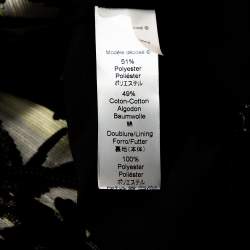 Modèle déposé ©
51%
Polyester
Poliéster
ポリエステル
49%
Coton-Cotton
Algodon
Baumwolle
綿
Doublure/Lining
Forro/Futter
裏地(本体)
100%
Polyester
Poliéster
ポリエステル